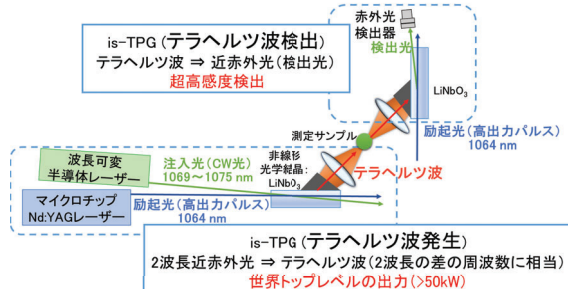 is-TPG (テラヘルツ波検出)
テラヘルツ波 ⇒ 近赤外光(検出光)
超高感度検出
赤外光
検出器
検出光
LiNbO3
励起光(高出力パルス)
1064 nm
測定サンプル
テラヘルツ波
非線形
光学結晶:
LiNbO3
波長可変
半導体レーザー
注入光(CW光)
1069～1075 nm
マイクロチップ
Nd:YAGレーザー
励起光(高出力パルス)
1064 nm
is-TPG (テラヘルツ波発生)
2波長近赤外光 ⇒ テラヘルツ波(2波長の差の周波数に相当)
世界トップレベルの出力(>50kW)